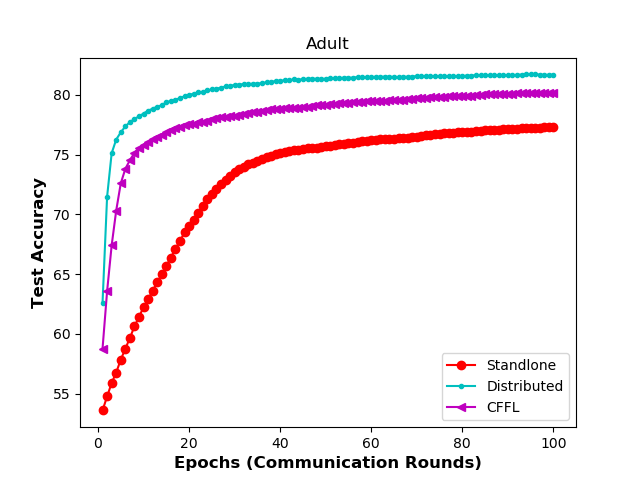 Adult
Test Accuracy
80
75
70
65
60
55
0 20 40 60 80 100
Epochs (Communication Rounds)
Standlone
Distributed
CFFL